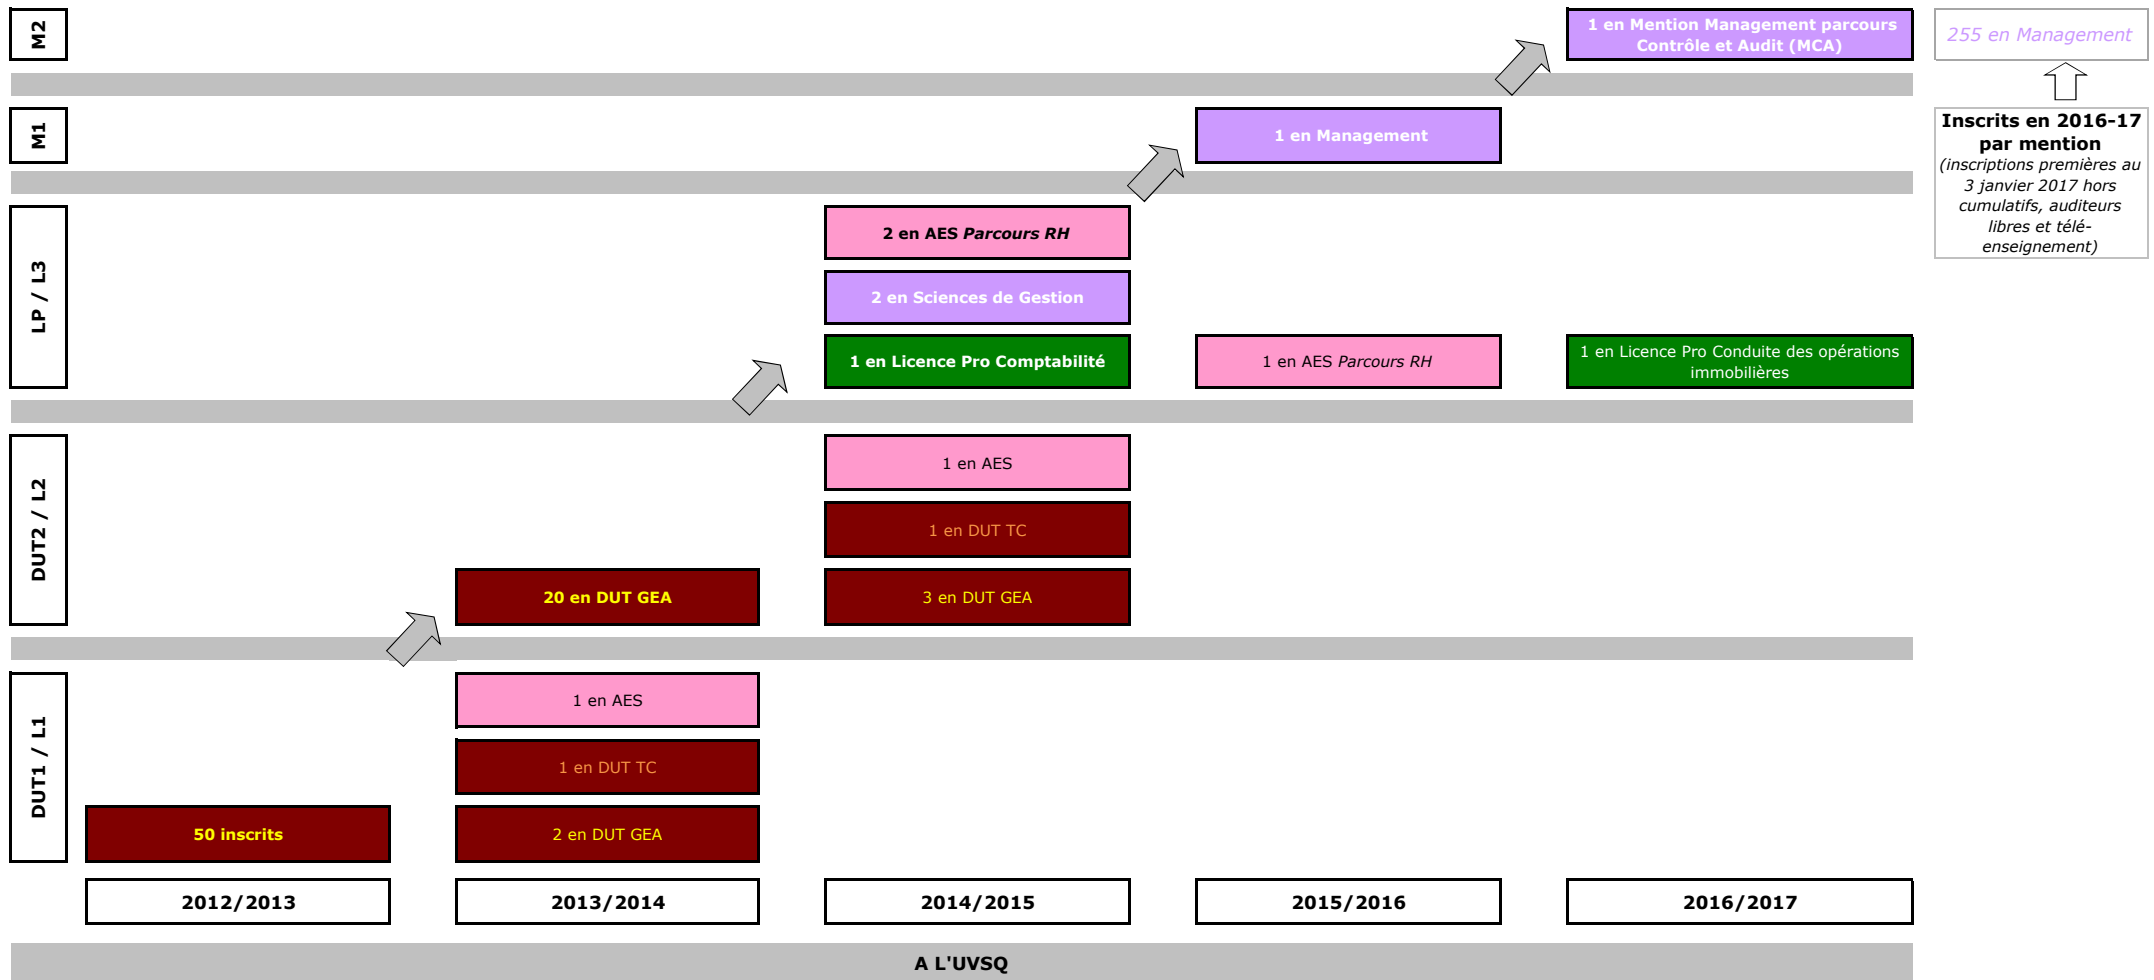 M2
1 en Mention Management parcours
Contrôle et Audit (MCA)
255 en Management
M1
1 en Management
Inscrits en 2016-17
par mention
(inscriptions premières au
3 janvier 2017 hors
cumulatifs, auditeurs
libres et télé-
enseignement)
LP / L3
2 en AES Parcours RH
2 en Sciences de Gestion
1 en Licence Pro Comptabilité
1 en AES Parcours RH
1 en Licence Pro Conduite des opérations
immobilières
DUT2 / L2
1 en AES
1 en DUT TC
20 en DUT GEA
3 en DUT GEA
DUT1 / L1
1 en AES
1 en DUT TC
50 inscrits
2 en DUT GEA
2012/2013
2013/2014
2014/2015
2015/2016
2016/2017
A L'UVSQ